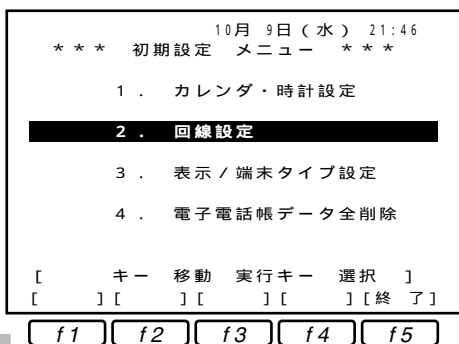 10月 9日(水) 21:46
*** 初期設定 メニュー ***
1. カレンダ・時計設定
2. 回線設定
3. 表示/端末タイプ設定
4. 電子電話帳データ全削除
[ キー 移動 実行キー 選択 ]
[ ][ ][ ][ ][終 了]
f1 f2 f3 f4 f5